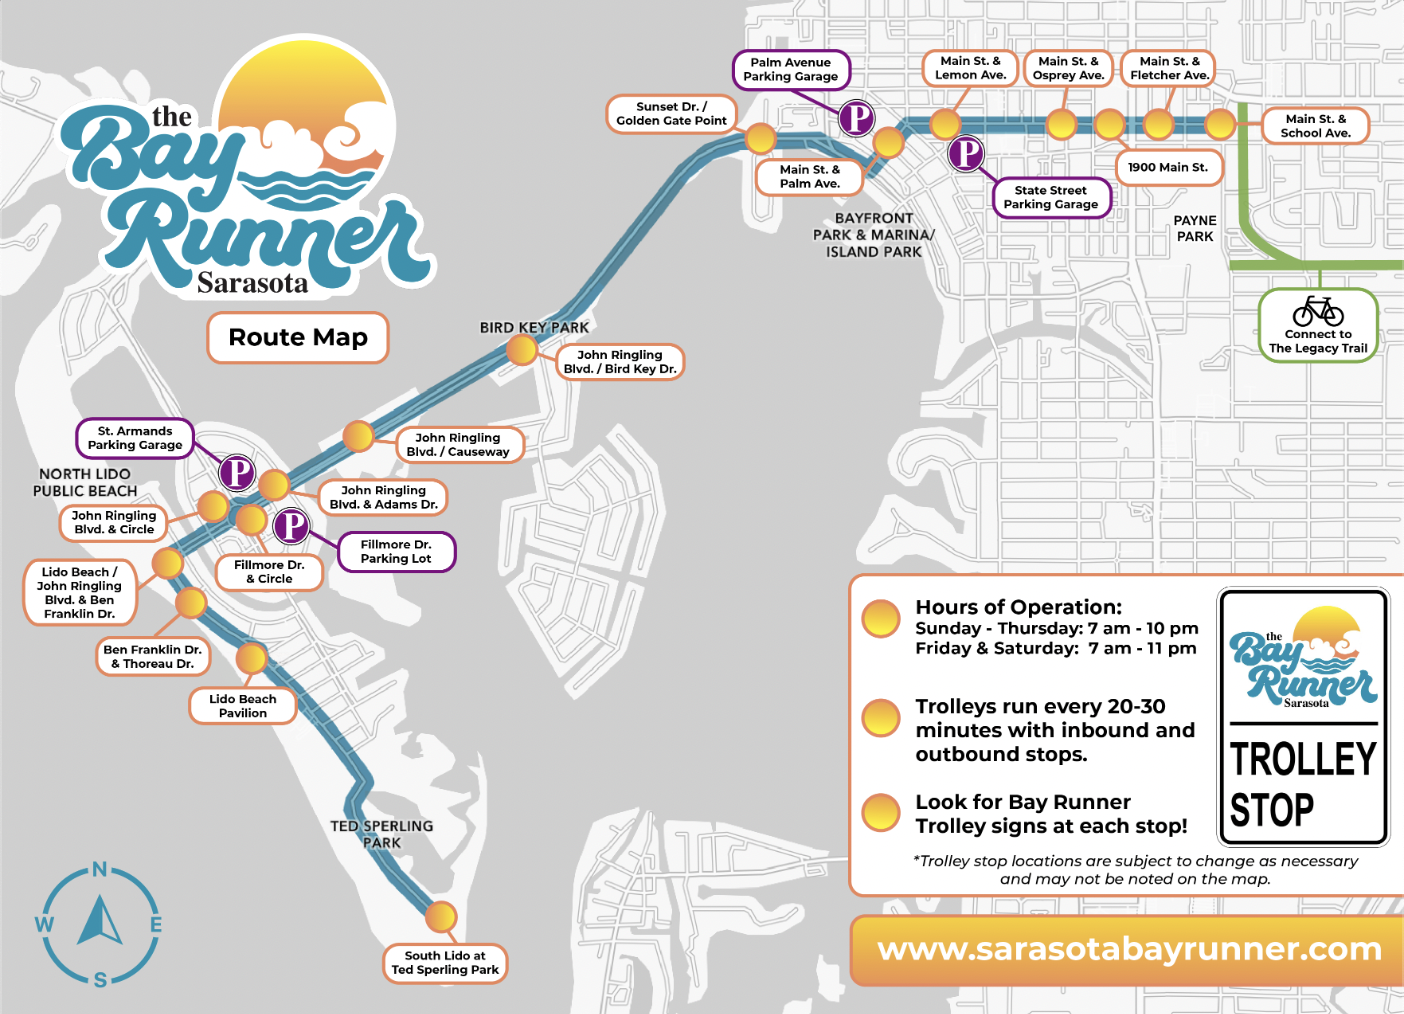 the
Bay
Runner
Sarasota
Route Map
Palm Avenue
Parking Garage
Main St. &
Lemon Ave.
Main St. &
Osprey Ave.
Main St. &
Fletcher Ave.
Sunset Dr. /
Golden Gate Point
P
Main St. &
School Ave.
Main St. &
Palm Ave.
P
1900 Main St.
State Street
Parking Garage
BAYFRONT
PARK & MARINA/
ISLAND PARK
PAYNE
PARK
Connect to
The Legacy Trail
BIRD KEY PARK
John Ringling
Blvd. / Bird Key Dr.
St. Armands
Parking Garage
John Ringling
Blvd. / Causeway
NORTH LIDO
PUBLIC BEACH
P
John Ringling
Blvd. & Adams Dr.
John Ringling
Blvd. & Circle
P
Fillmore Dr.
Parking Lot
Fillmore Dr.
& Circle
Lido Beach /
John Ringling
Blvd. & Ben
Franklin Dr.
Ben Franklin Dr.
& Thoreau Dr.
Lido Beach
Pavilion
TED SPERLING
PARK
South Lido at
Ted Sperling Park
N
W
E
S
Hours of Operation:
Sunday - Thursday: 7 am - 10 pm
Friday & Saturday: 7 am - 11 pm
Trolleys run every 20-30
minutes with inbound and
outbound stops.
Look for Bay Runner
Trolley signs at each stop!
the
Bay
Runner
Sarasota
TROLLEY
STOP
*Trolley stop locations are subject to change as necessary
and may not be noted on the map.
www.sarasotabayrunner.com